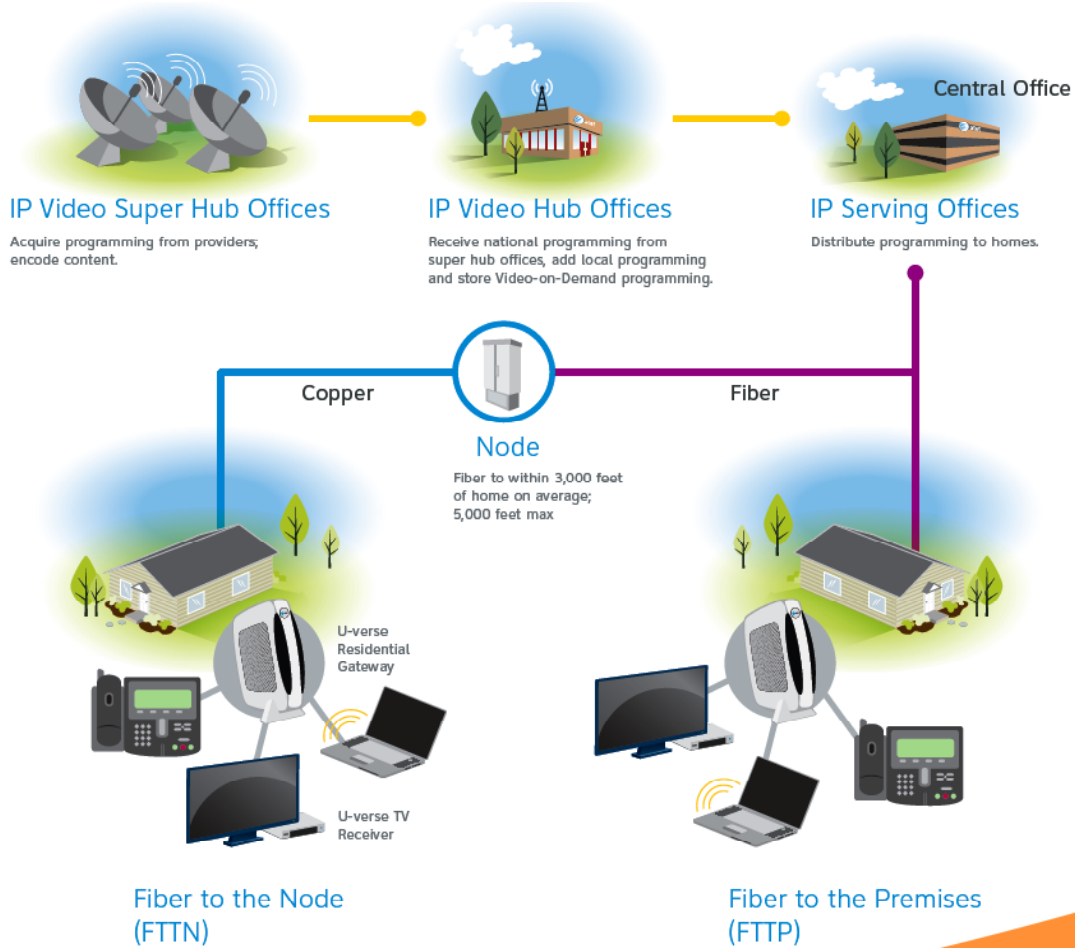 Central Office
IP Video Super Hub Offices
Acquire programming from providers;
encode content.
IP Video Hub Offices
Receive national programming from
super hub offices, add local programming
and store Video-on-Demand programming.
IP Serving Offices
Distribute programming to homes.
Copper
Fiber
Node
Fiber to within 3,000 feet
of home on average;
5,000 feet max
U-verse
Residential
Gateway
U-verse TV
Receiver
Fiber to the Node
(FTTN)
Fiber to the Premises
(FTTP)